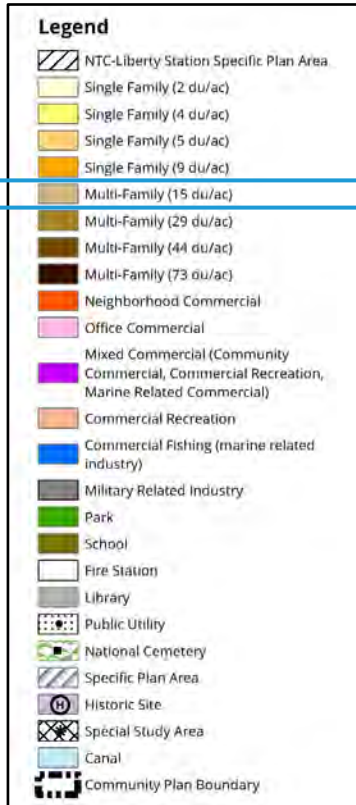 Legend
NTC-Liberty Station Specific Plan Area
Single Family (2 du/ac)
Single Family (4 du/ac)
Single Family (5 du/ac)
Single Family (9 du/ac)
Multi-Family (15 du/ac)
Multi-Family (29 du/ac)
Multi-Family (44 du/ac)
Multi-Family (73 du/ac)
Neighborhood Commercial
Office Commercial
Mixed Commercial (Community
Commercial, Commercial Recreation,
Marine Related Commercial)
Commercial Recreation
Commercial Fishing (marine related
industry)
Military Related Industry
Park
School
Fire Station
Library
Public Utility
National Cemetery
Specific Plan Area
H Historic Site
Special Study Area
Canal
Community Plan Boundary